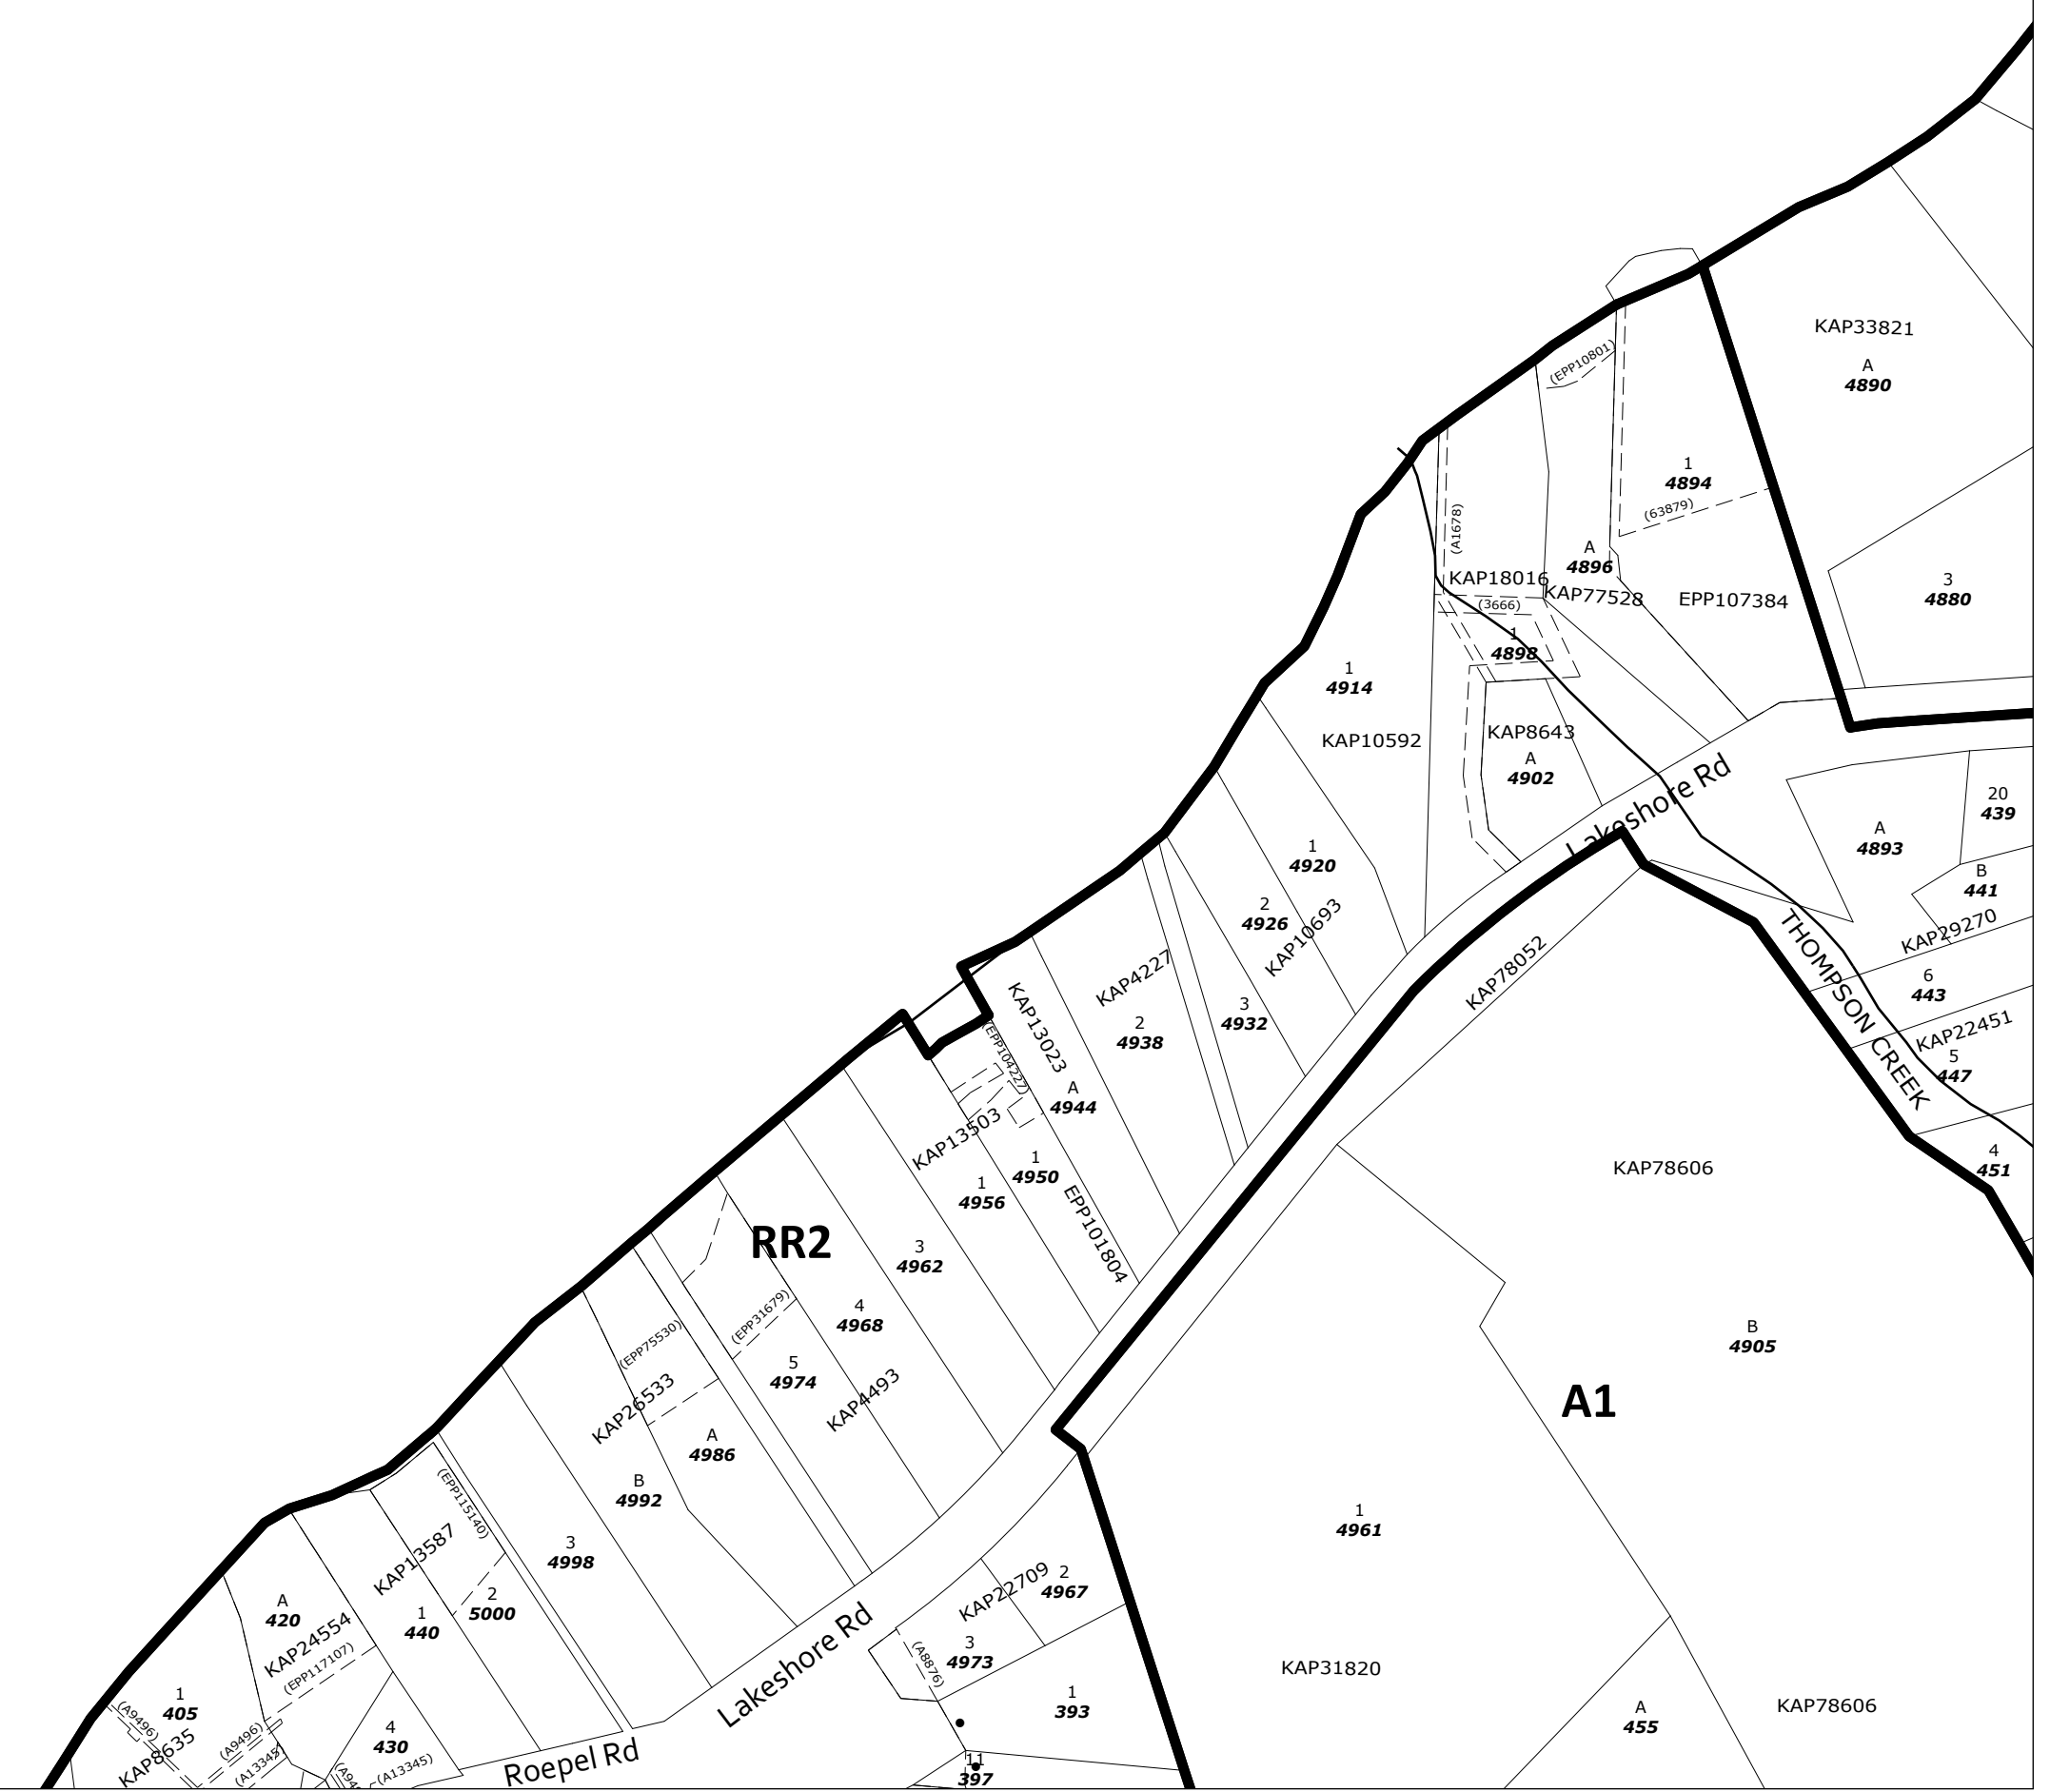 KAP33821
A
4890
(EPP10801)
1
4894
(63879)
(A1678)
A
4896
KAP18016
KAP77528
EPP107384
3
4880
(3666)
1
4898
1
4914
KAP10592
KAP8643
A
4902
Lakeshore Rd
20
439
A
4893
B
441
KAP29270
1
4920
2
4926
KAP10693
KAP4227
KAP78052
THOMPSON CREEK
6
443
KAP22451
5
447
KAP13023
3
4932
2
4938
(EPP104227)
A
4944
KAP13503
1
4950
1
4956
EPP101804
4
451
KAP78606
RR2
3
4962
4
4968
(EPP31679)
(EPP75530)
5
4974
KAP4493
KAP26533
B
4905
A1
A
4986
B
4992
(EPP115140)
1
4961
KAP13587
3
4998
KAP22709
2
4967
A
420
2
5000
1
440
KAP24554
(EPP117107)
Lakeshore Rd
3
4973
(A8876)
KAP31820
1
405
(A9496)
KAP8635
(A9496)
(A13345)
4
430
(A13345)
(A94
Roepel Rd
1
393
11
397
A
455
KAP78606